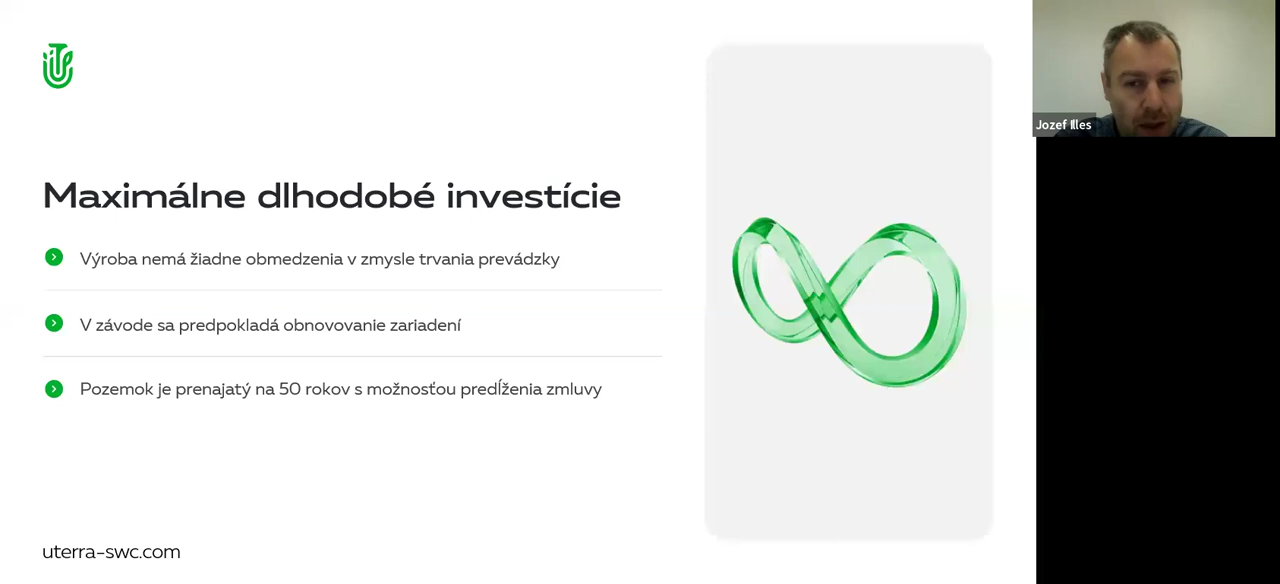 Maximálne dlhodobé investície
Výroba nemá žiadne obmedzenia v zmysle trvania prevádzky
V závode sa predpokladá obnovovanie zariadení
Pozemok je prenajatý na 50 rokov s možnosťou predĺženia zmluvy
uterra-swc.com
Jozef Illes